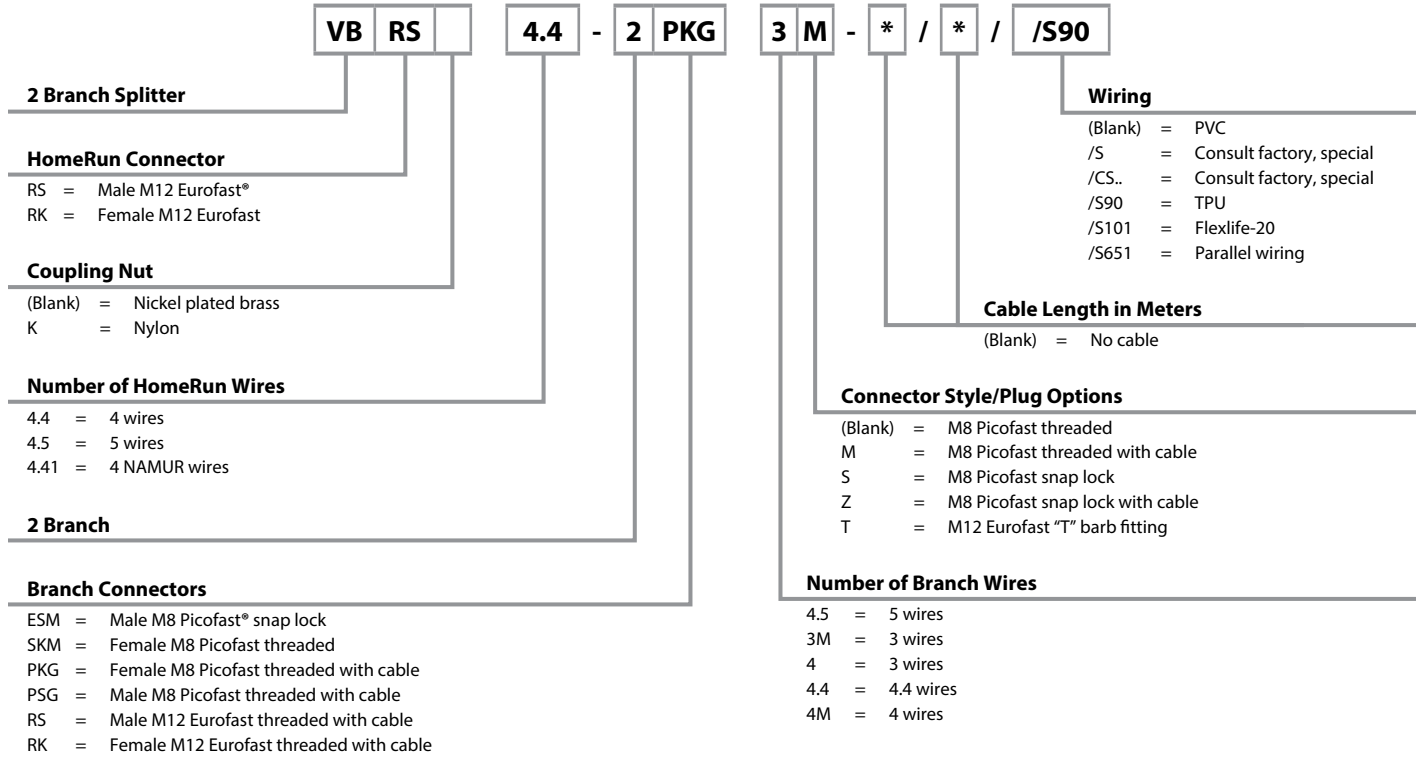 VB RS 4.4 - 2 PKG 3 M - * / * / /S90
2 Branch Splitter
HomeRun Connector
RS = Male M12 Eurofast®
RK = Female M12 Eurofast
Coupling Nut
(Blank) = Nickel plated brass
K = Nylon
Number of HomeRun Wires
4.4 = 4 wires
4.5 = 5 wires
4.41 = 4 NAMUR wires
2 Branch
Branch Connectors
ESM = Male M8 Picofast® snap lock
SKM = Female M8 Picofast threaded
PKG = Female M8 Picofast threaded with cable
PSG = Male M8 Picofast threaded with cable
RS = Male M12 Eurofast threaded with cable
RK = Female M12 Eurofast threaded with cable
Wiring
(Blank) = PVC
/S = Consult factory, special
/CS.. = Consult factory, special
/S90 = TPU
/S101 = Flexlife-20
/S651 = Parallel wiring
Cable Length in Meters
(Blank) = No cable
Connector Style/Plug Options
(Blank) = M8 Picofast threaded
M = M8 Picofast threaded with cable
S = M8 Picofast snap lock
Z = M8 Picofast snap lock with cable
T = M12 Eurofast “T” barb fitting
Number of Branch Wires
4.5 = 5 wires
3M = 3 wires
4 = 3 wires
4.4 = 4.4 wires
4M = 4 wires